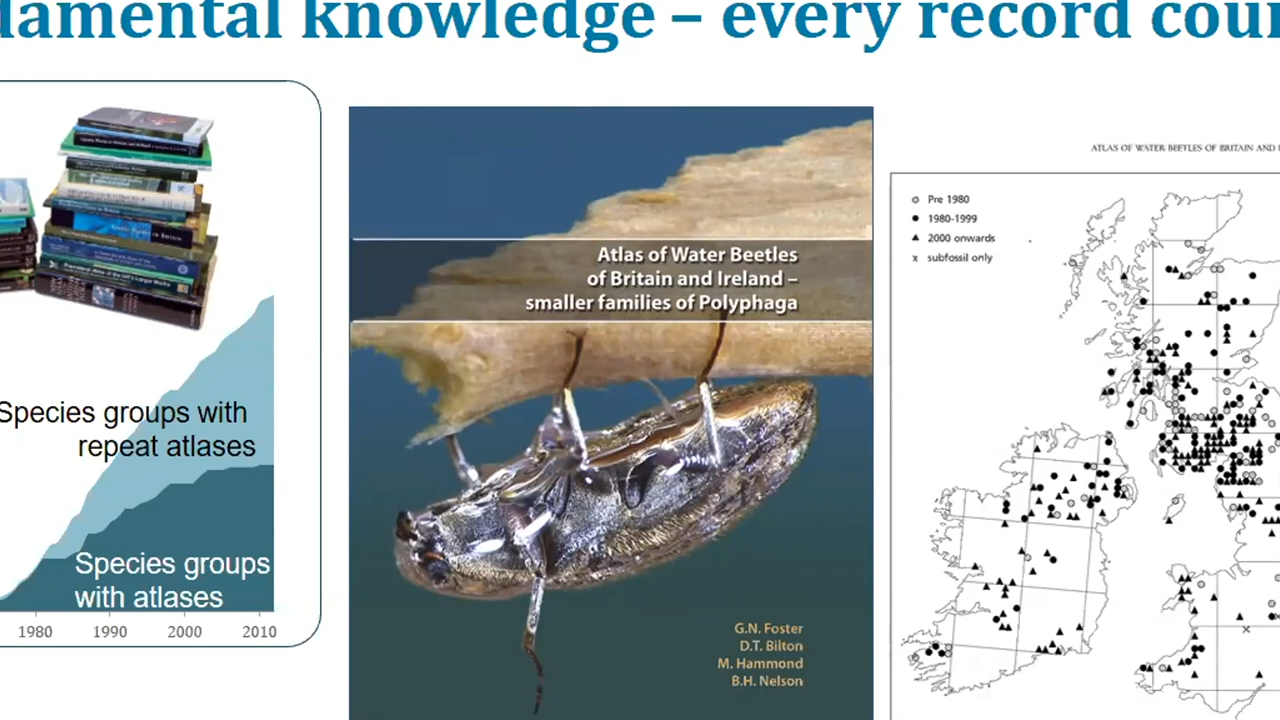 damental knowledge – every record coun
Species groups with
repeat atlases
Species groups
with atlases
1980 1990 2000 2010
Atlas of Water Beetles
of Britain and Ireland –
smaller families of Polyphaga
G.N. Foster
D.T. Bilton
M. Hammond
B.H. Nelson
ATLAS OF WATER BEETLES OF BRITAIN AND
Pre 1980
1980-1999
2000 onwards
subfossil only